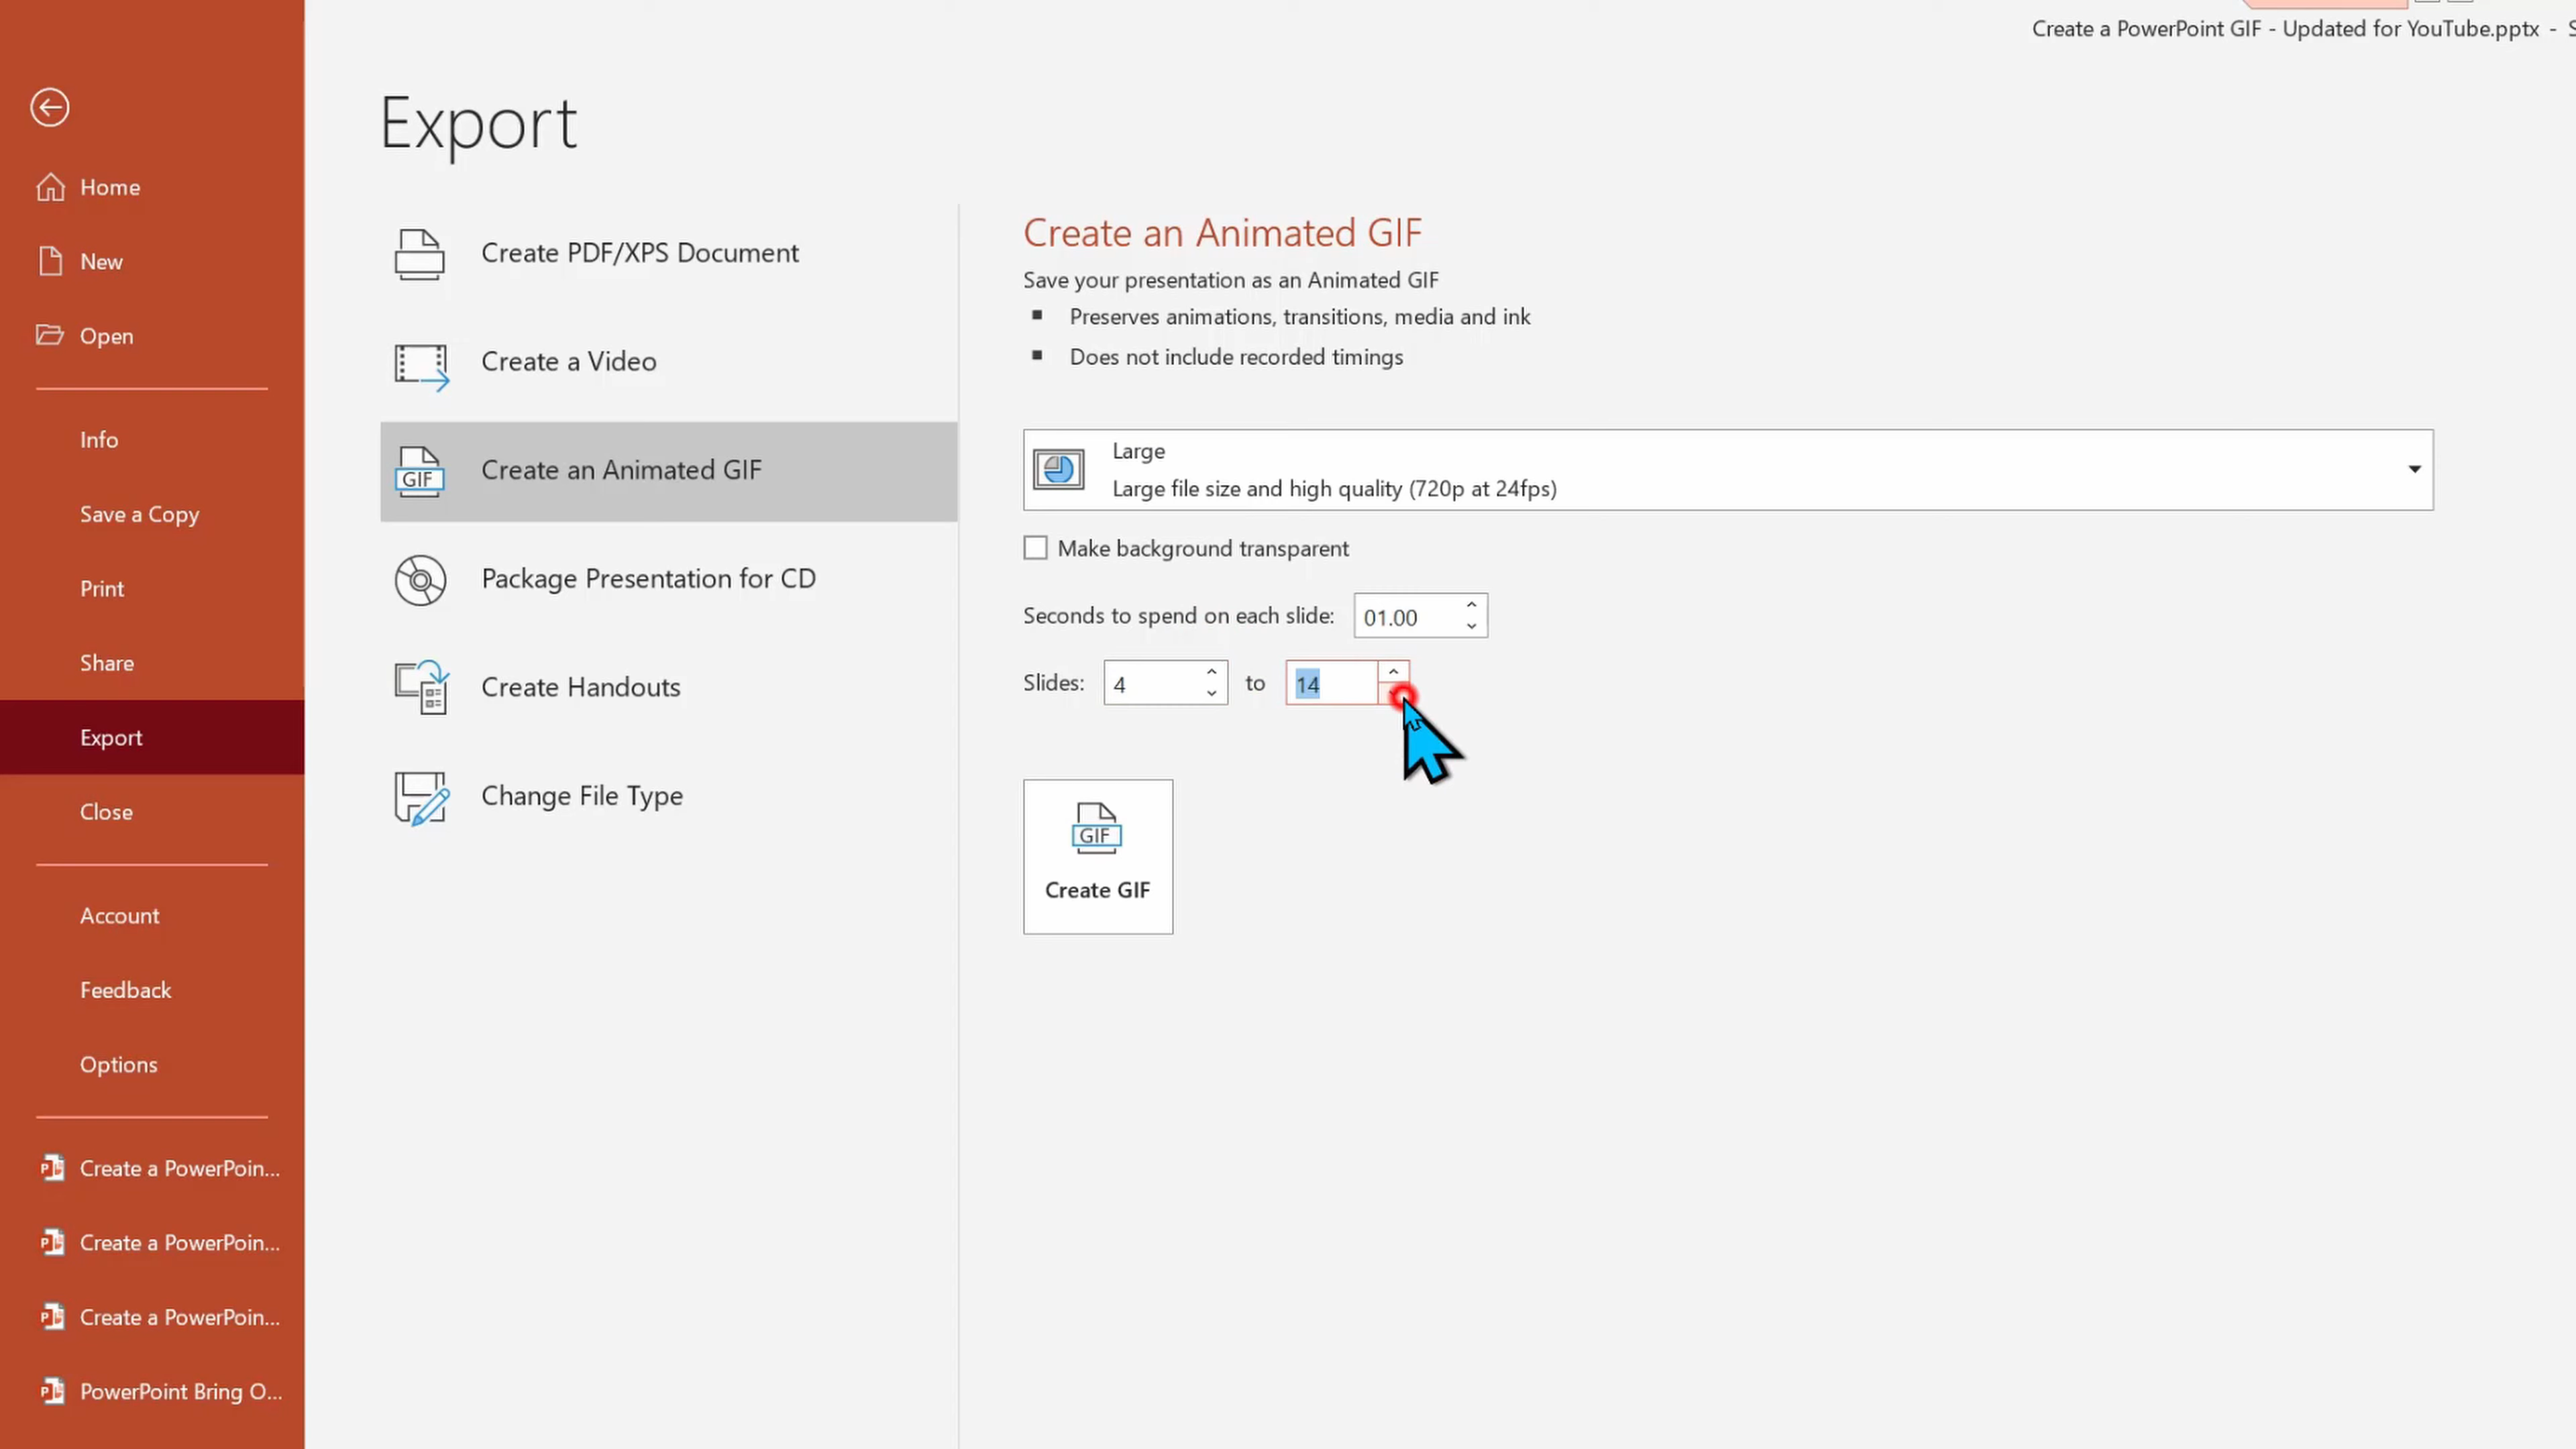 Create a PowerPoint GIF - Updated for YouTube.pptx -
Export
Home
New
Open
Info
Save a Copy
Print
Share
Export
Close
Account
Feedback
Options
Create a PowerPoin...
Create a PowerPoin...
Create a PowerPoin...
PowerPoint Bring O...
Create PDF/XPS Document
Create a Video
GIF
Create an Animated GIF
Package Presentation for CD
Create Handouts
Change File Type
Create an Animated GIF
Save your presentation as an Animated GIF
Preserves animations, transitions, media and ink
Does not include recorded timings
Large
Large file size and high quality (720p at 24fps)
Make background transparent
Seconds to spend on each slide: 01.00
Slides: 4 to 14
GIF
Create GIF